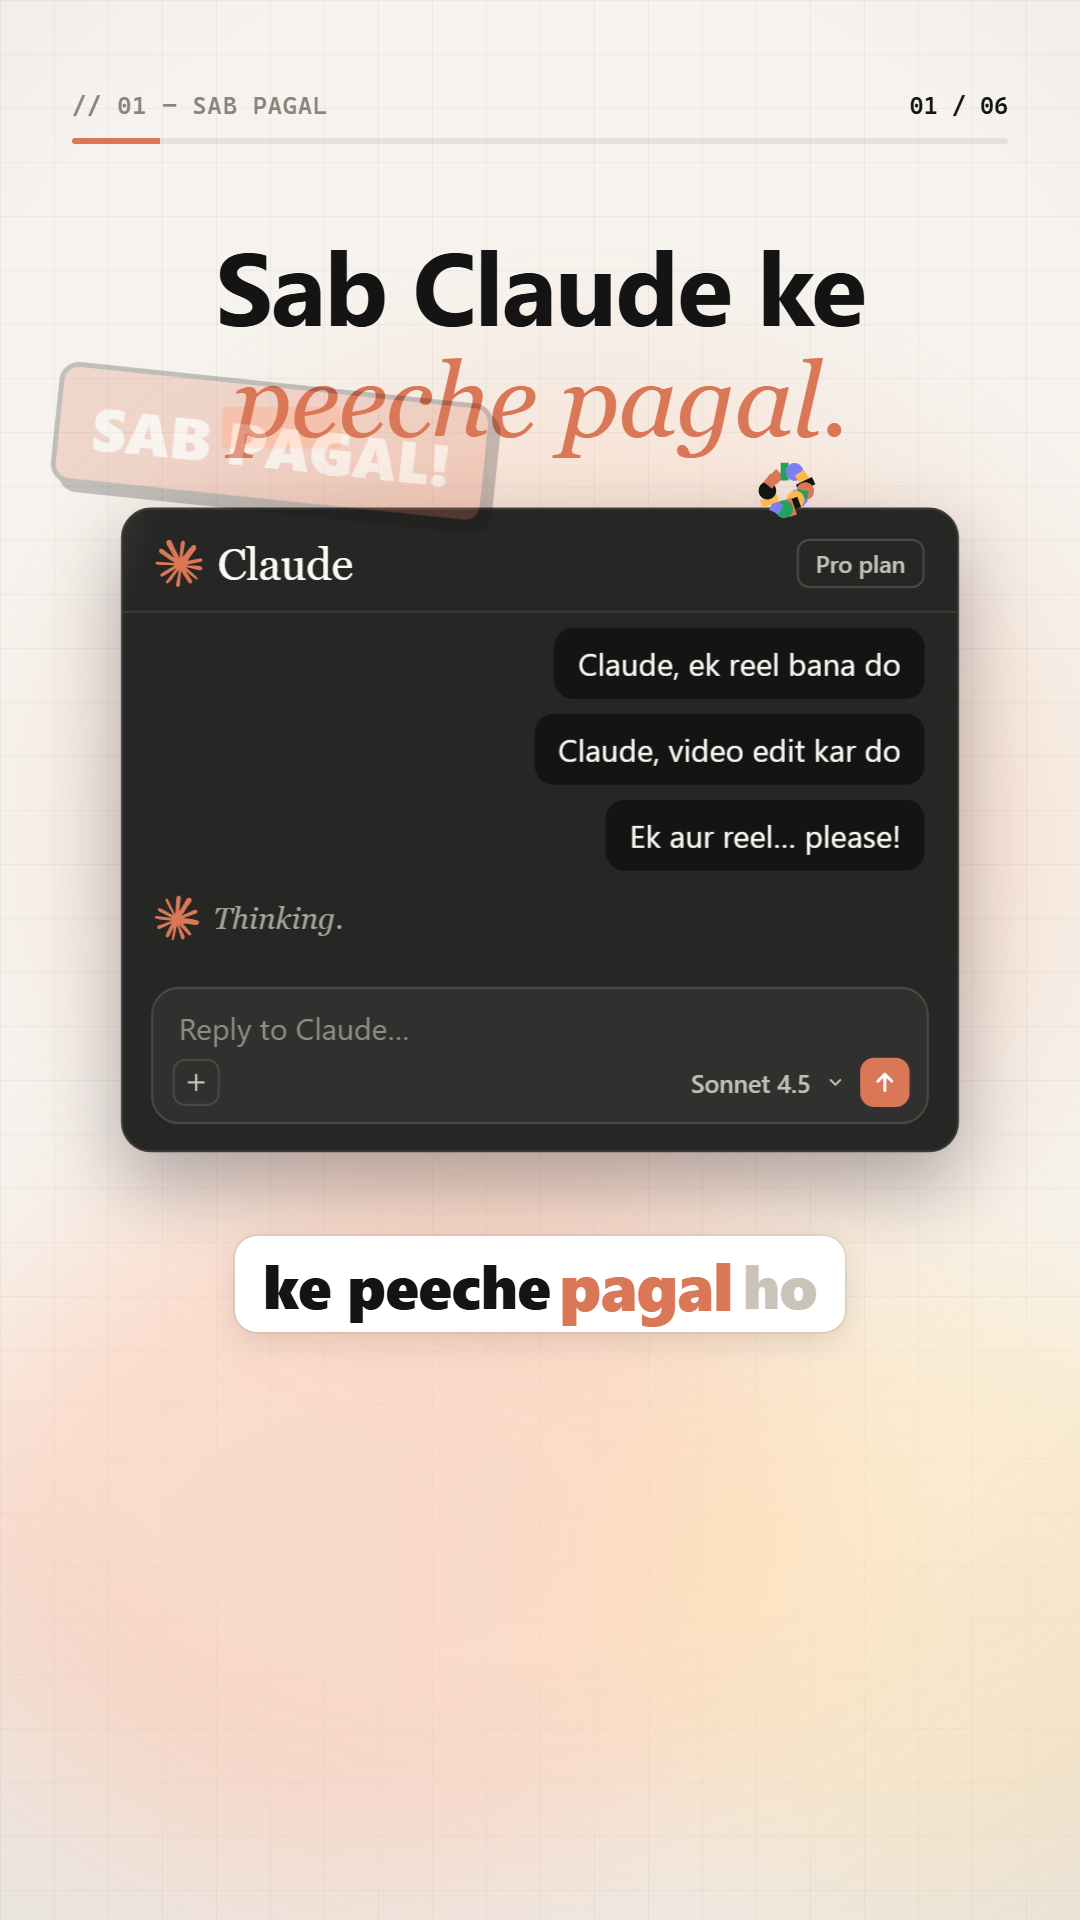 // 01 – SAB PAGAL
01 / 06
Sab Claude ke
peeche pagal.
SAB PAGAL!
Claude
Pro plan
Claude, ek reel bana do
Claude, video edit kar do
Ek aur reel... please!
Thinking.
Reply to Claude...
+
Sonnet 4.5
ke peeche pagal ho